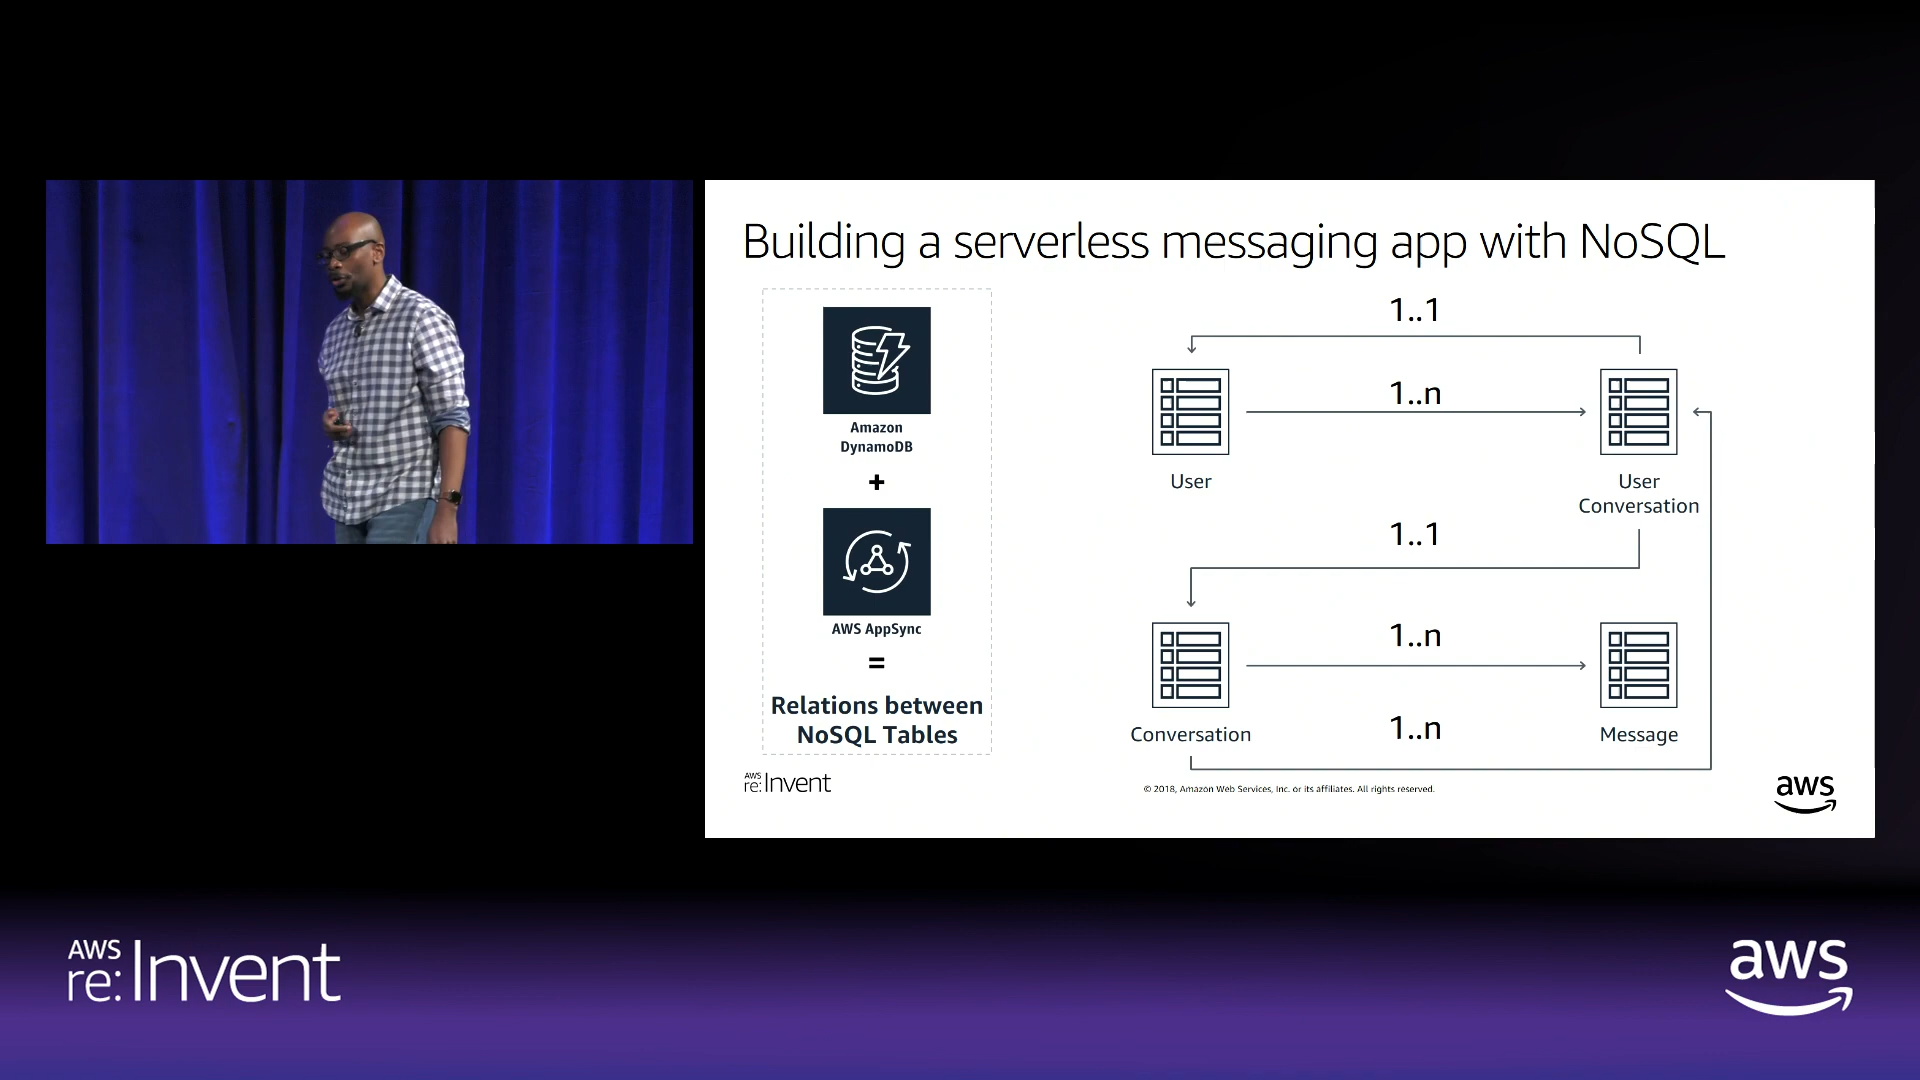 Building a serverless messaging app with NoSQL
Amazon
DynamoDB
+
AWS AppSync
=
Relations between
NoSQL Tables
1..1
1..n
User
User
Conversation
1..1
1..n
Conversation
Message
1..n
AWS
re:Invent
© 2018, Amazon Web Services, Inc. or its affiliates. All rights reserved.
aws
AWS
re:Invent
aws